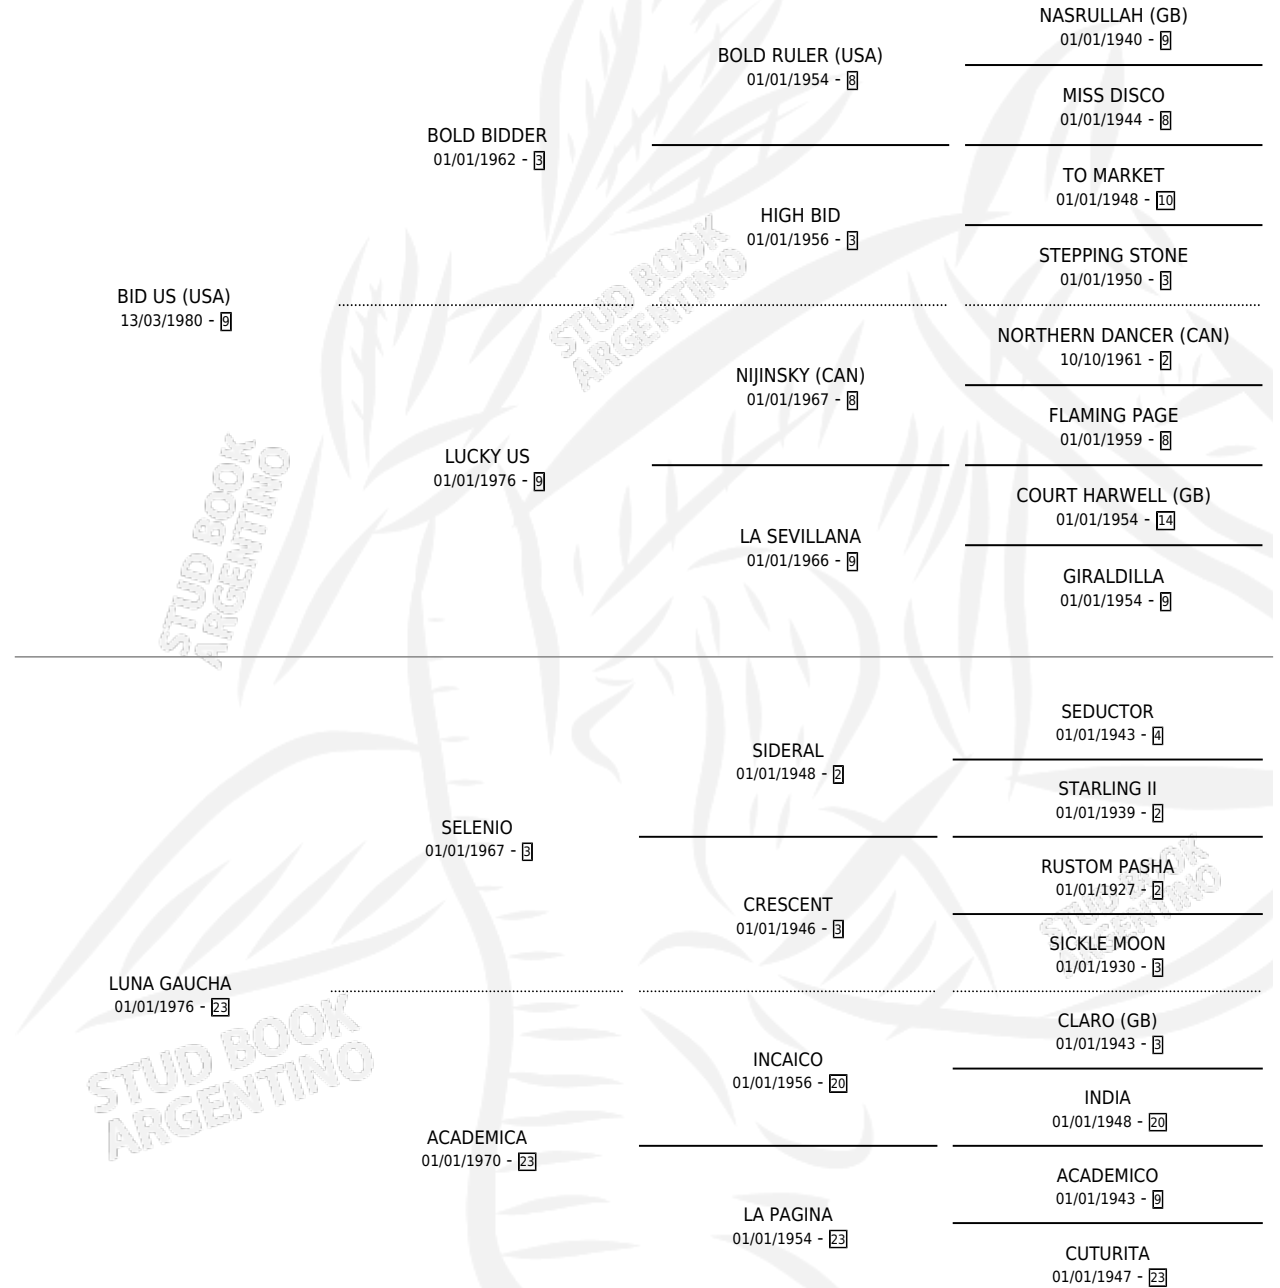 NASRULLAH (GB)
01/01/1940 - 9
BOLD RULER (USA)
01/01/1954 - 8
MISS DISCO
01/01/1944 - 8
BOLD BIDDER
01/01/1962 - 3
TO MARKET
01/01/1948 - 10
HIGH BID
01/01/1956 - 3
STEPPING STONE
01/01/1950 - 3
BID US (USA)
13/03/1980 - 9
NORTHERN DANCER (CAN)
10/10/1961 - 2
NIJINSKY (CAN)
01/01/1967 - 8
FLAMING PAGE
01/01/1959 - 8
LUCKY US
01/01/1976 - 9
COURT HARWELL (GB)
01/01/1954 - 14
LA SEVILLANA
01/01/1966 - 9
GIRALDILLA
01/01/1954 - 9
STUD BOOK
ARGENTINO
STUD BOOK
ARGENTINO
SEDUCTOR
01/01/1943 - 4
SIDERAL
01/01/1948 - 2
STARLING II
01/01/1939 - 2
SELENIO
01/01/1967 - 3
RUSTOM PASHA
01/01/1927 - 2
CRESCENT
01/01/1946 - 3
SICKLE MOON
01/01/1930 - 3
LUNA GAUCHA
01/01/1976 - 23
CLARO (GB)
01/01/1943 - 3
INCAICO
01/01/1956 - 20
INDIA
01/01/1948 - 20
ACADEMICA
01/01/1970 - 23
ACADEMICO
01/01/1943 - 9
LA PAGINA
01/01/1954 - 23
CUTURITA
01/01/1947 - 23
STUD BOOK
ARGENTINO
STUD BOOK
ARGENTINO